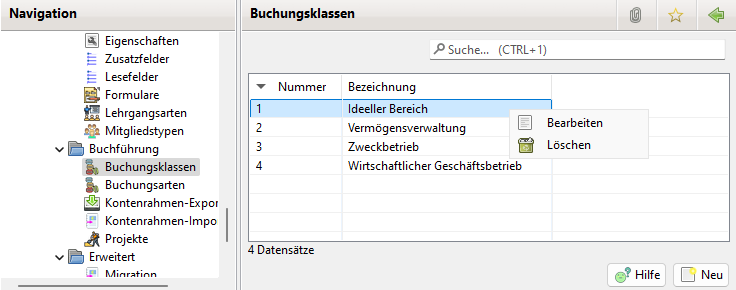 Navigation
Eigenschaften
Zusatzfelder
Lesefelder
Formulare
Lehrgangsarten
Mitgliedstypen
Buchführung
Buchungsklassen
Buchungsarten
Kontenrahmen-Expor
Kontenrahmen-Impo
Projekte
Erweitert
Migration
Buchungsklassen
Suche... (CTRL+1)
Nummer Bezeichnung
1 Ideeller Bereich
2 Vermögensverwaltung
3 Zweckbetrieb
4 Wirtschaftlicher Geschäftsbetrieb
Bearbeiten
Löschen
4 Datensätze
Hilfe Neu